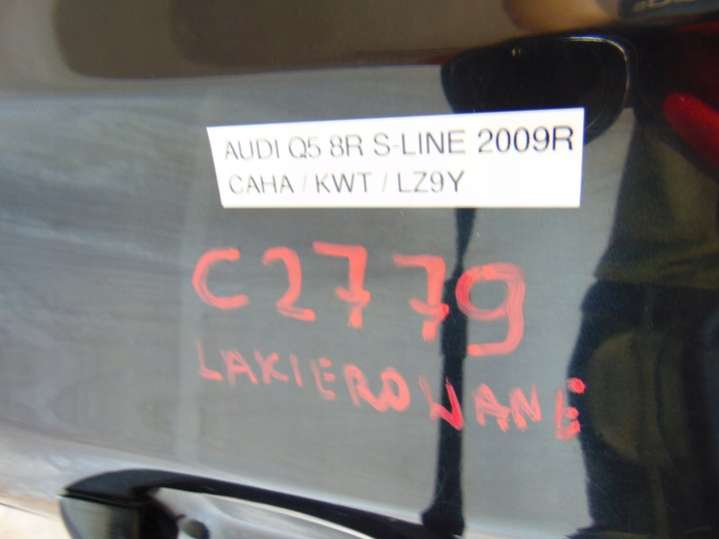 AUDI Q5 8R S-LINE 2009R
CAHA / KWT / LZ9Y
C2779
LAKIEROWANE